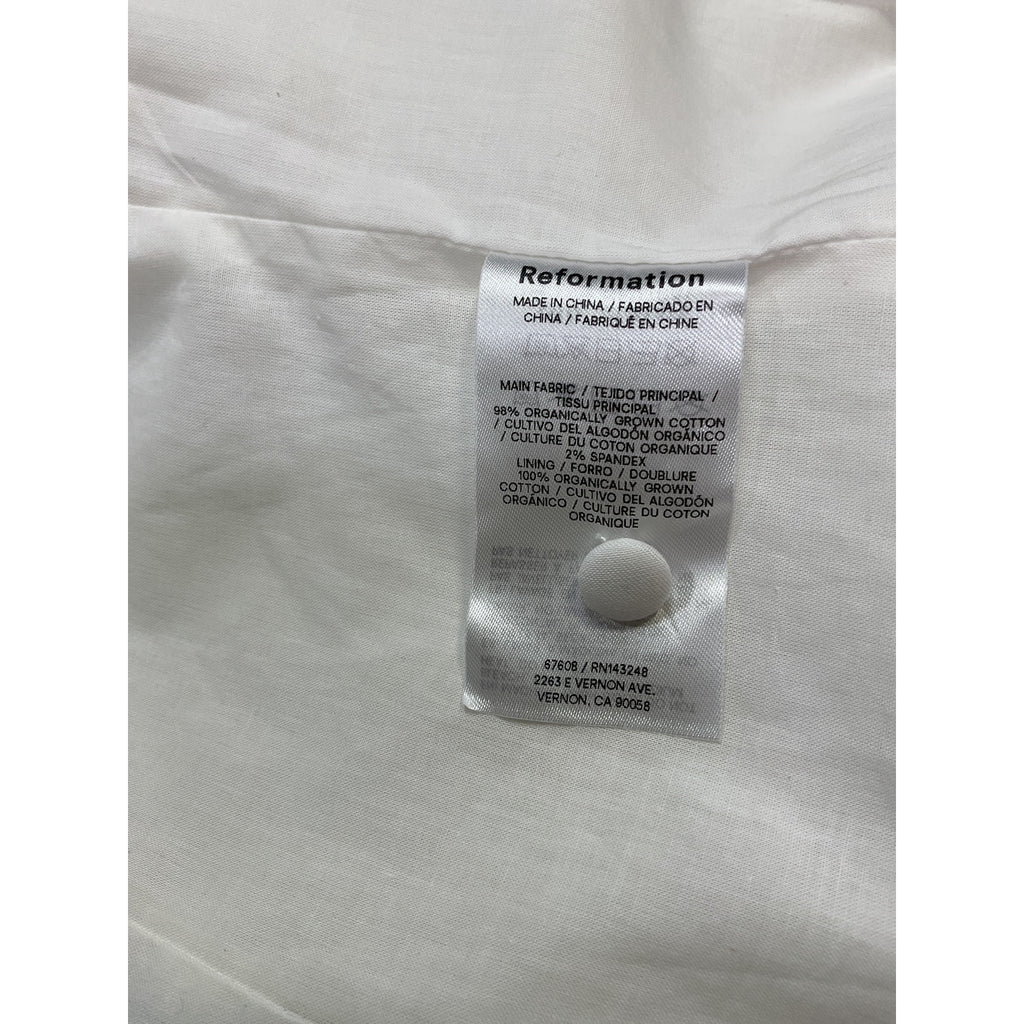 Reformation
MADE IN CHINA / FABRICADO EN
CHINA / FABRIQUÉ EN CHINE
MAIN FABRIC / TEJIDO PRINCIPAL /
TISSU PRINCIPAL
98% ORGANICALLY GROWN COTTON
/ CULTIVO DEL ALGODÓN ORGÁNICO
/ CULTURE DU COTON ORGANIQUE
2% SPANDEX
LINING / FORRO / DOUBLURE
100% ORGANICALLY GROWN
COTTON / CULTIVO DEL ALGODÓN
ORGÁNICO / CULTURE DU COTON
ORGANIQUE
67608 / RN143248
2263 E VERNON AVE.
VERNON, CA 90058